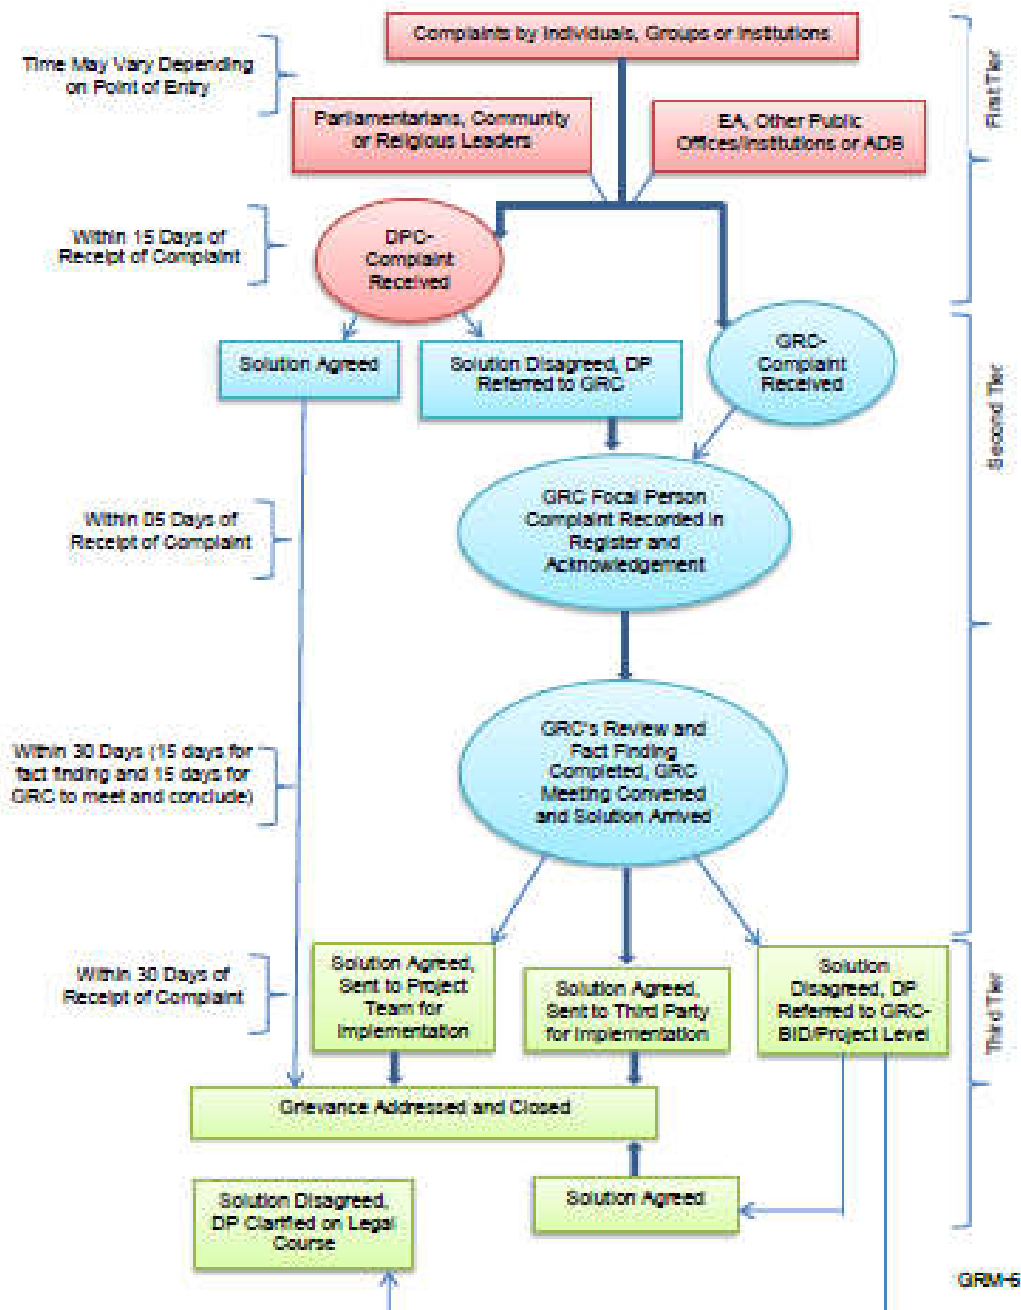 Complaints by Individuals, Groups or Institutions
Time May Vary Depending
on Point of Entry
First Tier
Parliamentarians, Community
or Religious Leaders
EA, Other Public
Offices/Institutions or ADB
Within 15 Days of
Receipt of Complaint
DPC-
Complaint
Received
GRC-
Complaint
Received
Solution Agreed
Solution Disagreed, DP
Referred to GRC
Second Tier
Within 05 Days of
Receipt of Complaint
GRC Focal Person
Complaint Recorded in
Register and
Acknowledgement
Within 30 Days (15 days for
fact finding and 15 days for
GRC to meet and conclude)
GRC's Review and
Fact Finding
Completed, GRC
Meeting Convened
and Solution Arrived
Within 30 Days of
Receipt of Complaint
Solution Agreed,
Sent to Project
Team for
Implementation
Solution Agreed,
Sent to Third Party
for Implementation
Solution
Disagreed, DP
Referred to GRC-
BID/Project Level
Third Tier
Grievance Addressed and Closed
Solution Disagreed,
DP Clarified on Legal
Course
Solution Agreed
GRM-6